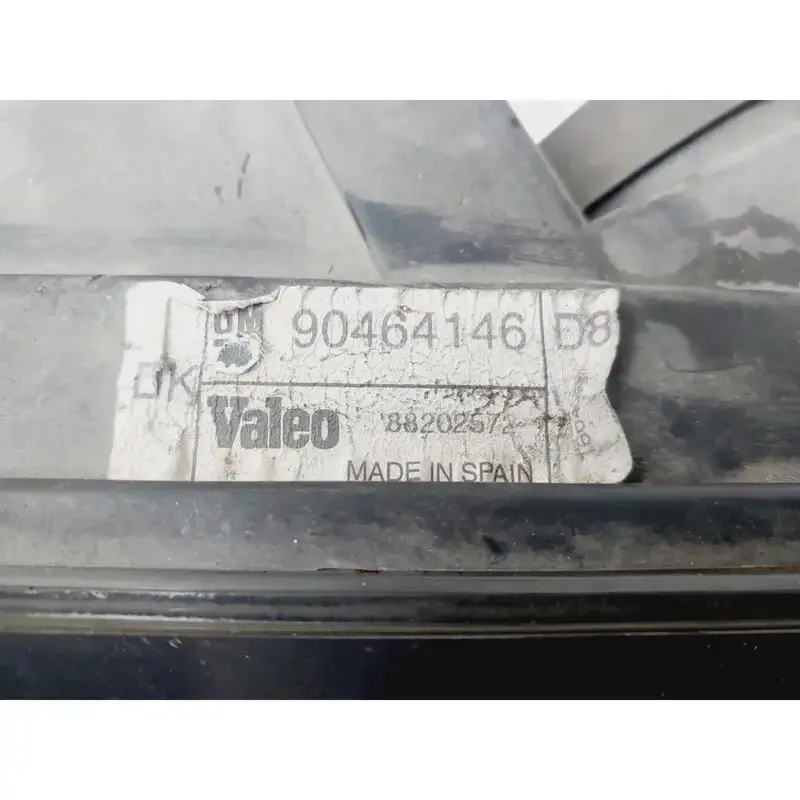 GM 90464146 D8
DK
Valeo 88202572
MADE IN SPAIN